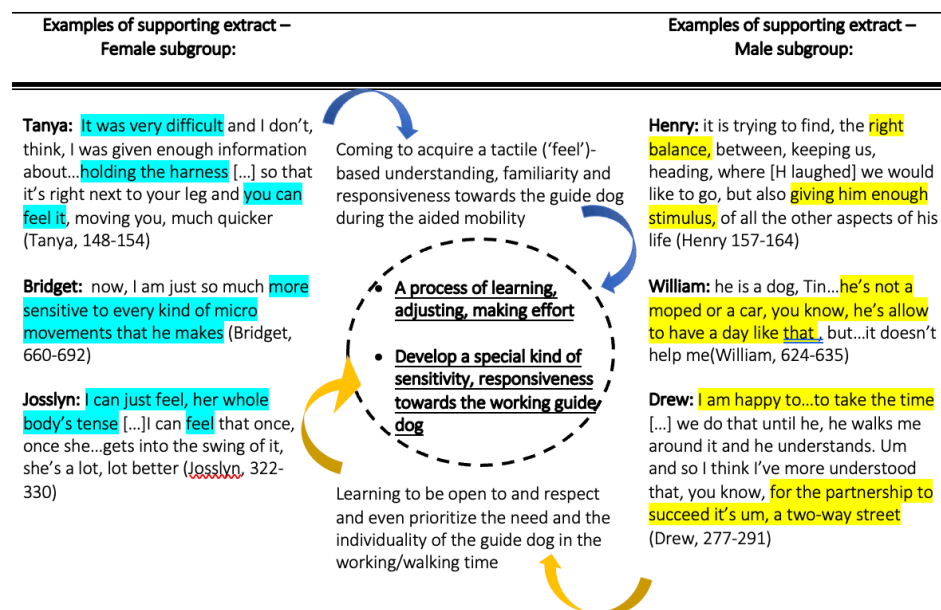 Examples of supporting extract –
Female subgroup:
Examples of supporting extract –
Male subgroup:
Tanya: It was very difficult and I don't,
think, I was given enough information
about...holding the harness [...] so that
it's right next to your leg and you can
feel it, moving you, much quicker
(Tanya, 148-154)
Bridget: now, I am just so much more
sensitive to every kind of micro
movements that he makes (Bridget,
660-692)
Josslyn: I can just feel, her whole
body's tense [...]I can feel that once,
once she...gets into the swing of it,
she's a lot, lot better (Josslyn, 322-
330)
Coming to acquire a tactile ('feel')-
based understanding, familiarity and
responsiveness towards the guide dog
during the aided mobility
• A process of learning,
adjusting, making effort
• Develop a special kind of
sensitivity, responsiveness
towards the working guide
dog
Learning to be open to and respect
and even prioritize the need and the
individuality of the guide dog in the
working/walking time
Henry: it is trying to find, the right
balance, between, keeping us,
heading, where [H laughed] we would
like to go, but also giving him enough
stimulus, of all the other aspects of his
life (Henry 157-164)
William: he is a dog, Tin...he's not a
moped or a car, you know, he's allow
to have a day like that , but...it doesn't
help me(William, 624-635)
Drew: I am happy to...to take the time
[...] we do that until he, he walks me
around it and he understands. Um
and so I think I've more understood
that, you know, for the partnership to
succeed it's um, a two-way street
(Drew, 277-291)